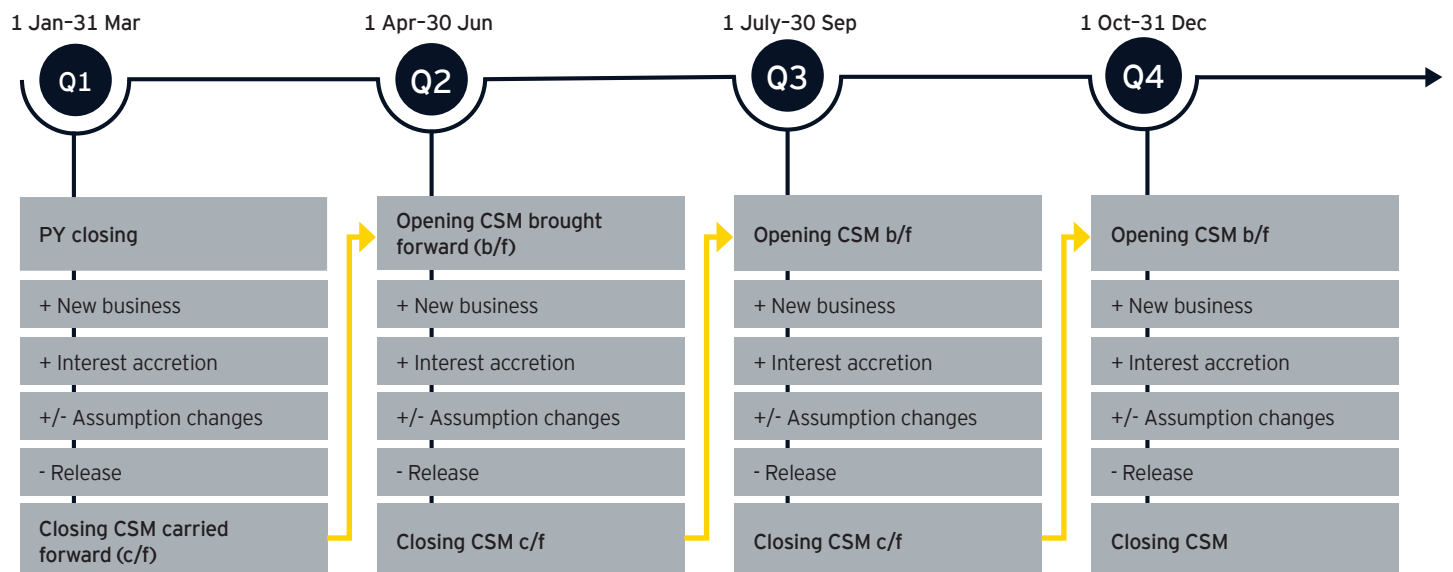 1 Jan–31 Mar
1 Apr–30 Jun
1 July–30 Sep
1 Oct–31 Dec
Q1
Q2
Q3
Q4
PY closing
+ New business
+ Interest accretion
+/- Assumption changes
- Release
Closing CSM carried
forward (c/f)
Opening CSM brought
forward (b/f)
+ New business
+ Interest accretion
+/- Assumption changes
- Release
Closing CSM c/f
Opening CSM b/f
+ New business
+ Interest accretion
+/- Assumption changes
- Release
Closing CSM c/f
Opening CSM b/f
+ New business
+ Interest accretion
+/- Assumption changes
- Release
Closing CSM